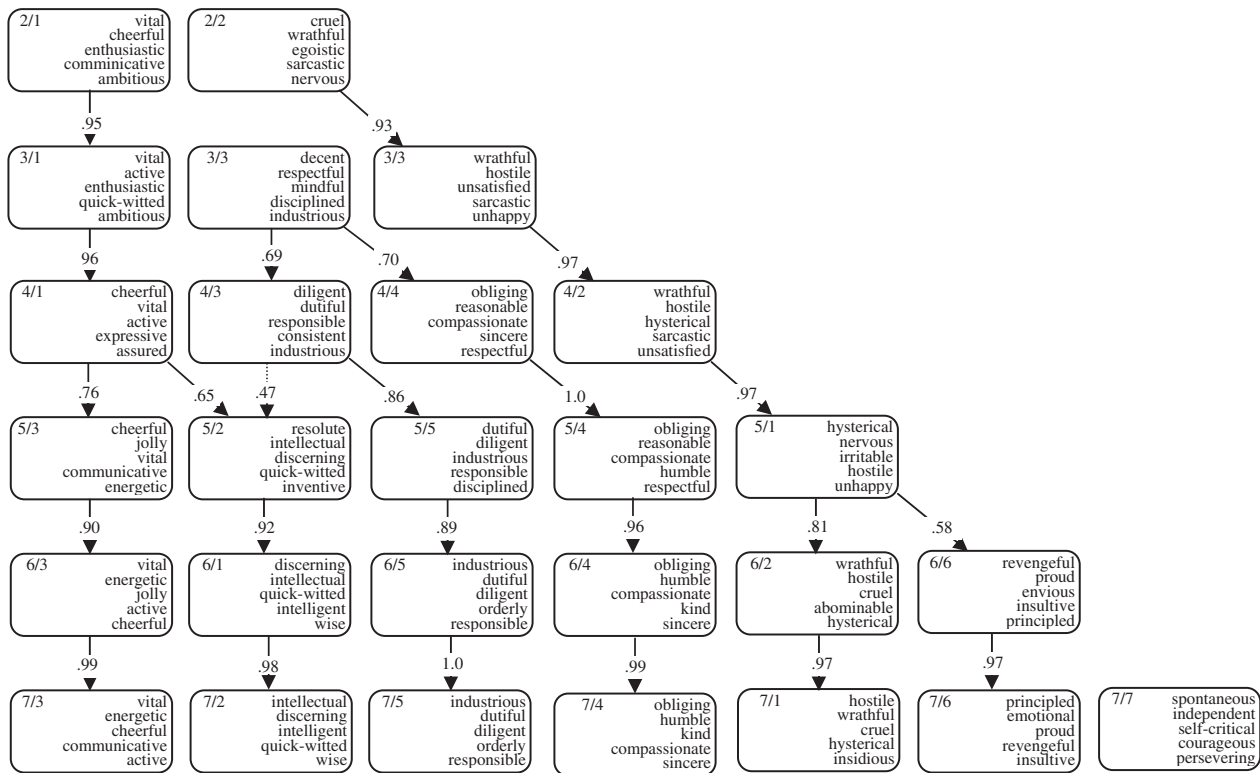 2/1 vital
cheerful
enthusiastic
comminicative
ambitious
2/2 cruel
wrathful
egoistic
sarcastic
nervous
.95
.93
3/1 vital
active
enthusiastic
quick-witted
ambitious
3/3 decent
respectful
mindful
disciplined
industrious
3/3 wrathful
hostile
unsatisfied
sarcastic
unhappy
96
.69
.70
.97
4/1 cheerful
vital
active
expressive
assured
4/3 diligent
dutiful
responsible
consistent
industrious
4/4 obliging
reasonable
compassionate
sincere
respectful
4/2 wrathful
hostile
hysterical
sarcastic
unsatisfied
.76
.65
.47
.86
1.0
.97
5/3 cheerful
jolly
vital
communicative
energetic
5/2 resolute
intellectual
discerning
quick-witted
inventive
5/5 dutiful
diligent
industrious
responsible
disciplined
5/4 obliging
reasonable
compassionate
humble
respectful
5/1 hysterical
nervous
irritable
hostile
unhappy
.90
.92
.89
.96
.81
.58
6/3 vital
energetic
jolly
active
cheerful
6/1 discerning
intellectual
quick-witted
intelligent
wise
6/5 industrious
dutiful
diligent
orderly
responsible
6/4 obliging
humble
compassionate
kind
sincere
6/2 wrathful
hostile
cruel
abominable
hysterical
6/6 revengeful
proud
envious
insultive
principled
.99
.98
1.0
.99
.97
.97
7/3 vital
energetic
cheerful
communicative
active
7/2 intellectual
discerning
intelligent
quick-witted
wise
7/5 industrious
dutiful
diligent
orderly
responsible
7/4 obliging
humble
kind
compassionate
sincere
7/1 hostile
wrathful
cruel
hysterical
insidious
7/6 principled
emotional
proud
revengeful
insultive
7/7 spontaneous
independent
self-critical
courageous
persevering